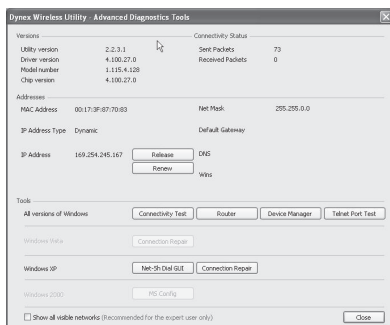 Dynex Wireless Utility - Advanced Diagnostics Tools
Versions
Connectivity Status
Utility version 2.2.3.1
Sent Packets 73
Driver version 4.100.27.0
Received Packets 0
Model number 1.115.4.128
Chip version 4.100.27.0
Addresses
MAC Address 00:17:3F:87:70:83
Net Mask 255.255.0.0
IP Address Type Dynamic
Default Gateway
IP Address 169.254.245.167 Release
DNS
Renew
Wins
Tools
All versions of Windows Connectivity Test Router Device Manager Telnet Port Test
Windows Vista Connection Repair
Windows XP Net-Sh Dial GUI Connection Repair
Windows 2000 MS Config
Show all visible networks (Recommended for the expert user only) Close